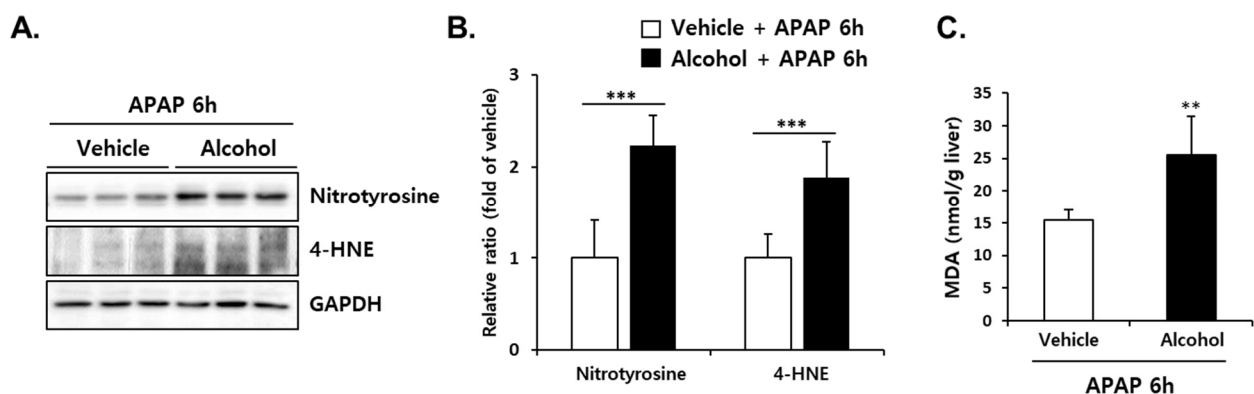 A.
APAP 6h
Vehicle Alcohol
Nitrotyrosine
4-HNE
GAPDH
B.
Vehicle + APAP 6h
Alcohol + APAP 6h
Relative ratio (fold of vehicle)
3
2
1
0
***
***
Nitrotyrosine 4-HNE
C.
MDA (nmol/g liver)
35
30
25
20
15
10
5
0
**
Vehicle Alcohol
APAP 6h